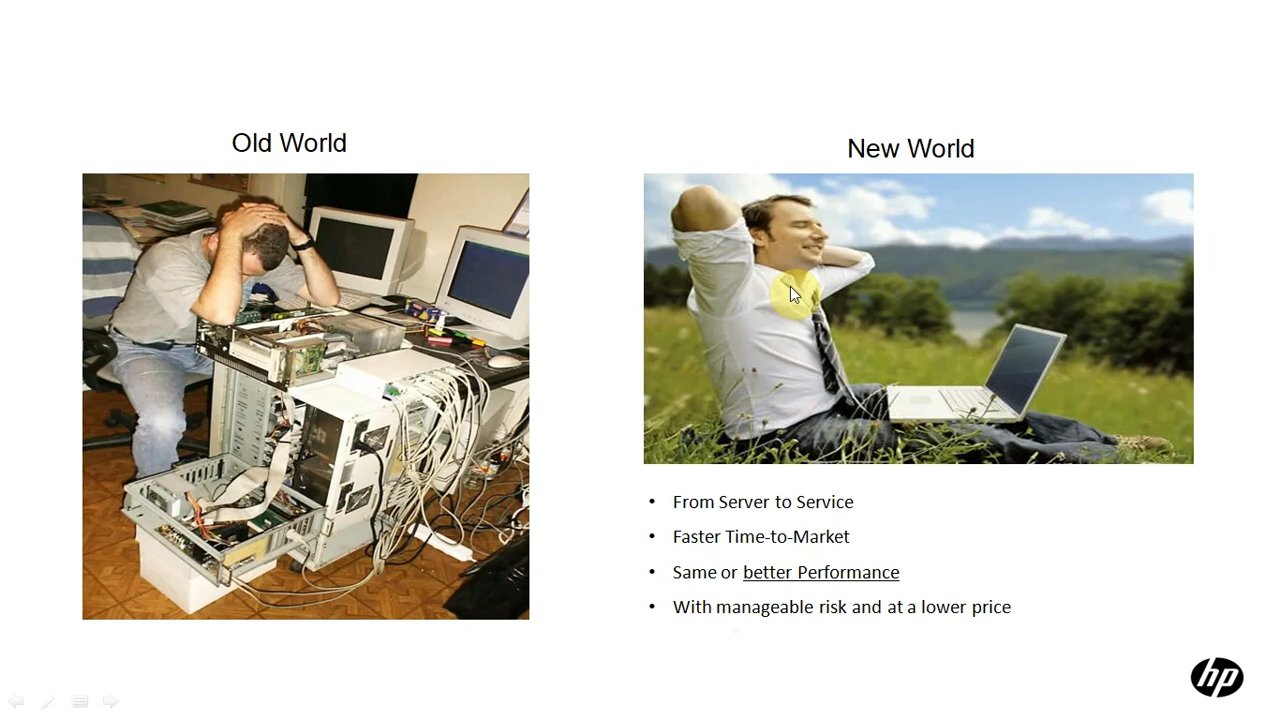 Old World
New World
• From Server to Service
• Faster Time-to-Market
• Same or better Performance
• With manageable risk and at a lower price
hp